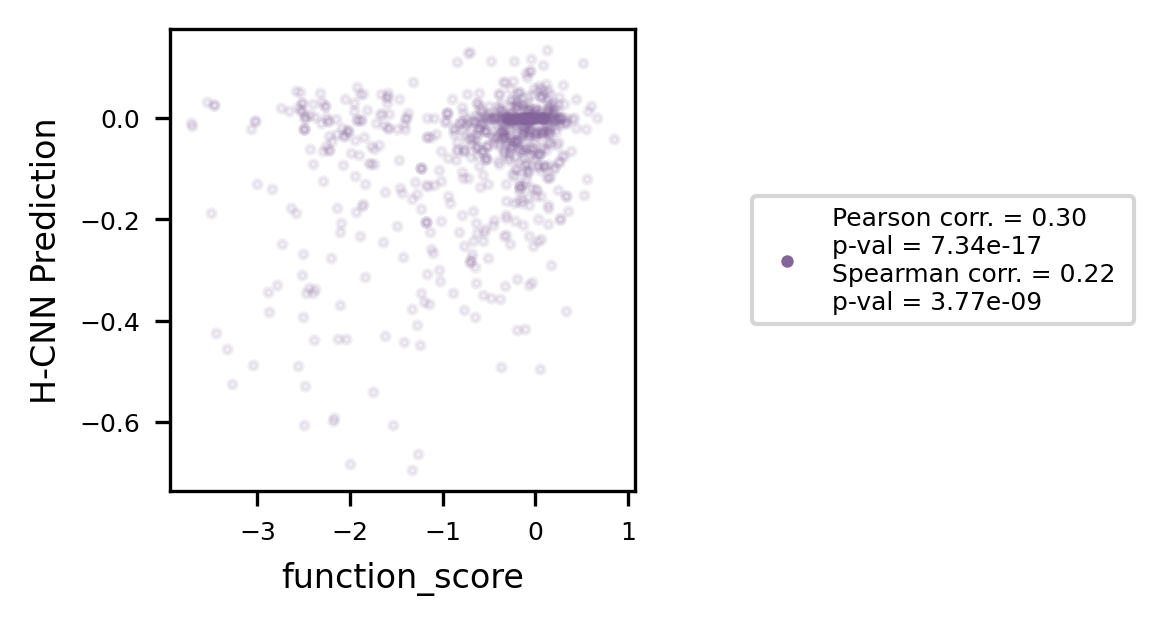 H-CNN Prediction
0.0
−0.2
−0.4
−0.6
−3
−2
−1
0
1
function_score
Pearson corr. = 0.30
p-val = 7.34e-17
Spearman corr. = 0.22
p-val = 3.77e-09